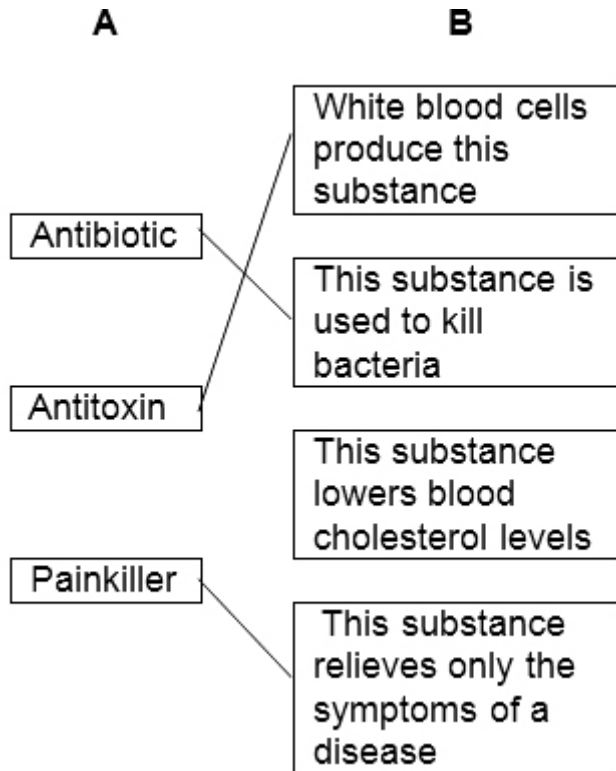 A
B
Antibiotic
Antitoxin
Painkiller
White blood cells
produce this
substance
This substance is
used to kill
bacteria
This substance
lowers blood
cholesterol levels
This substance
relieves only the
symptoms of a
disease